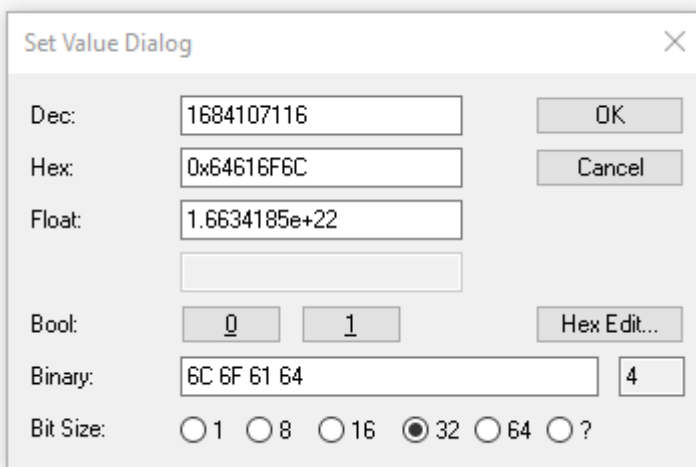 Set Value Dialog
Dec: 1684107116 OK
Hex: 0x64616F6C Cancel
Float: 1.6634185e+22
Bool: 0 1 Hex Edit...
Binary: 6C 6F 61 64 4
Bit Size: 1 8 16 32 64 ?